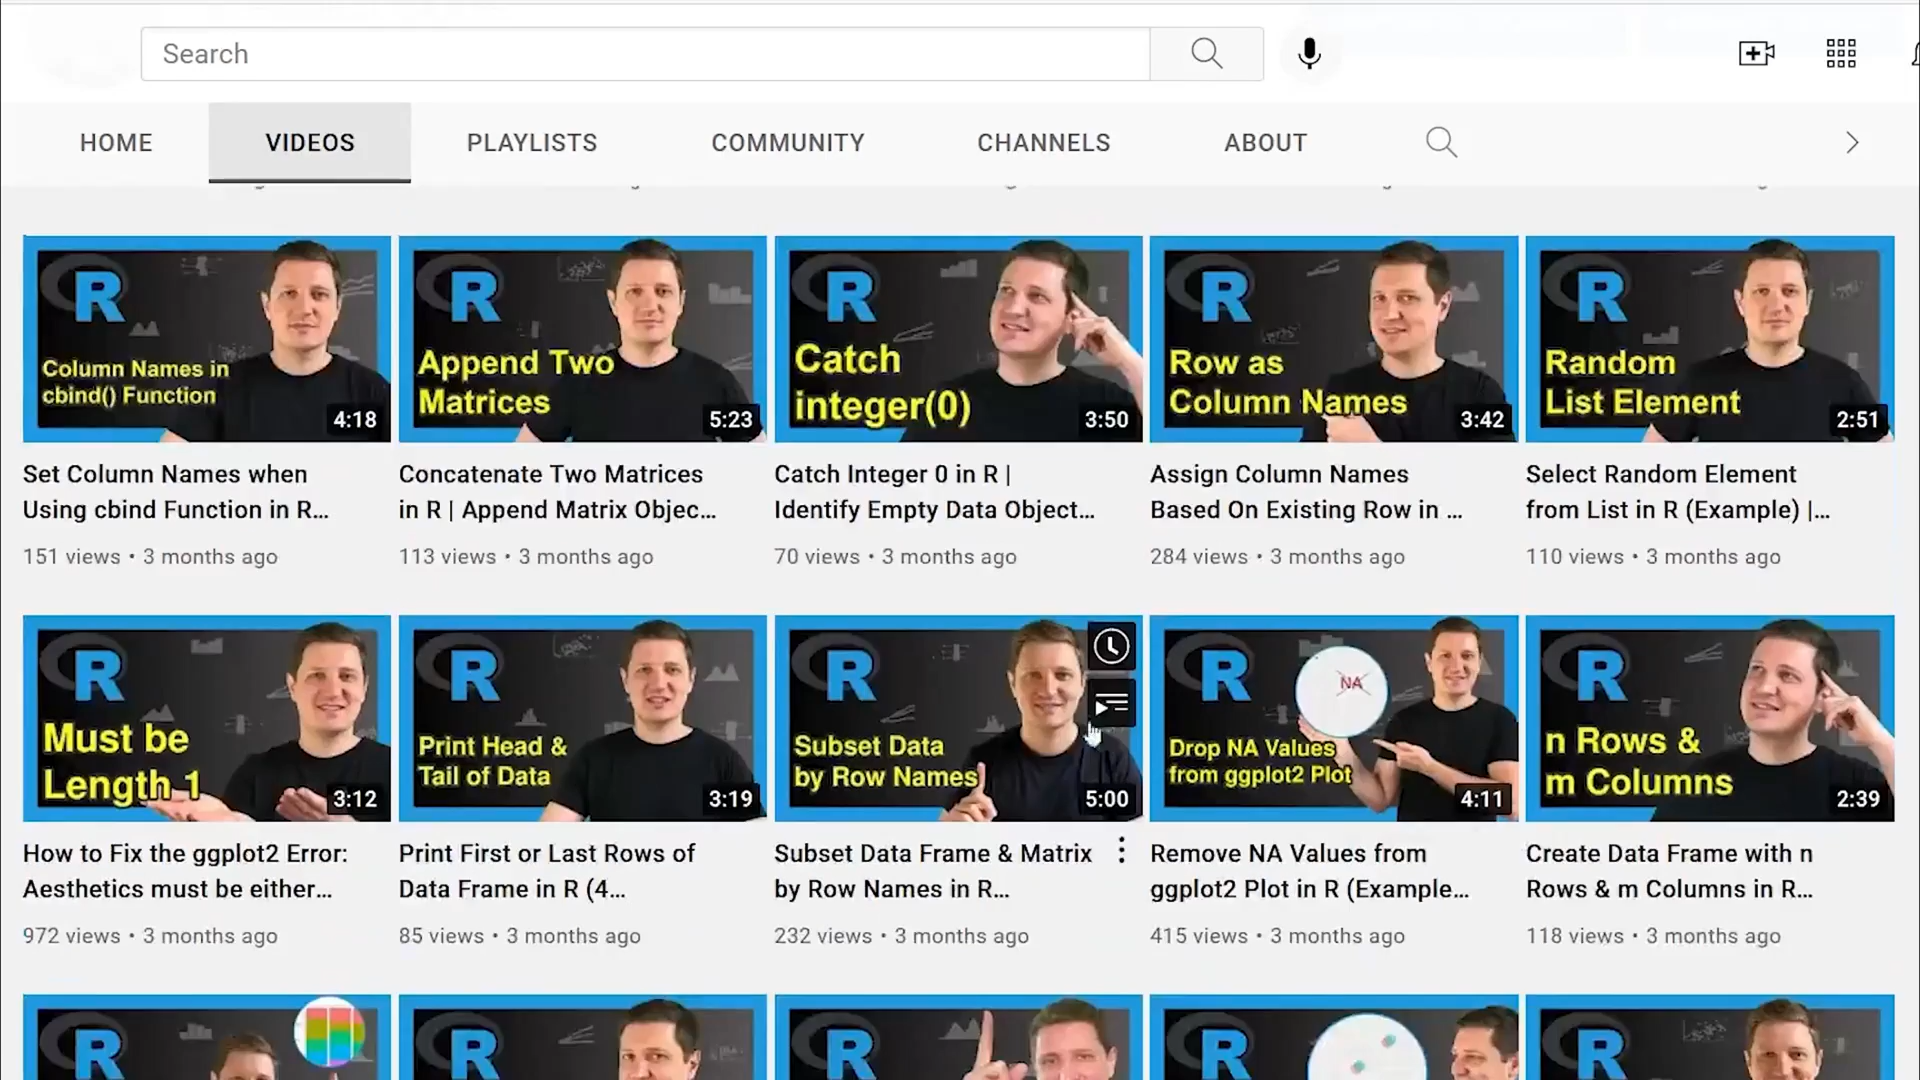 Search
HOME
VIDEOS
PLAYLISTS
COMMUNITY
CHANNELS
ABOUT
R
Column Names in
cbind() Function
4:18
R
Append Two
Matrices
5:23
R
Catch
integer(0)
3:50
R
Row as
Column Names
3:42
R
Random
List Element
2:51
Set Column Names when
Using cbind Function in R...
151 views • 3 months ago
Concatenate Two Matrices
in R | Append Matrix Objec...
113 views • 3 months ago
Catch Integer 0 in R |
Identify Empty Data Object...
70 views • 3 months ago
Assign Column Names
Based On Existing Row in ...
284 views • 3 months ago
Select Random Element
from List in R (Example) |...
110 views • 3 months ago
R
Must be
Length 1
3:12
R
Print Head &
Tail of Data
3:19
R
Subset Data
by Row Names
5:00
R
NA
Drop NA Values
from ggplot2 Plot
4:11
R
n Rows &
m Columns
2:39
How to Fix the ggplot2 Error:
Aesthetics must be either...
972 views • 3 months ago
Print First or Last Rows of
Data Frame in R (4...
85 views • 3 months ago
Subset Data Frame & Matrix
by Row Names in R...
232 views • 3 months ago
Remove NA Values from
ggplot2 Plot in R (Example...
415 views • 3 months ago
Create Data Frame with n
Rows & m Columns in R...
118 views • 3 months ago
R
R
R
R
R